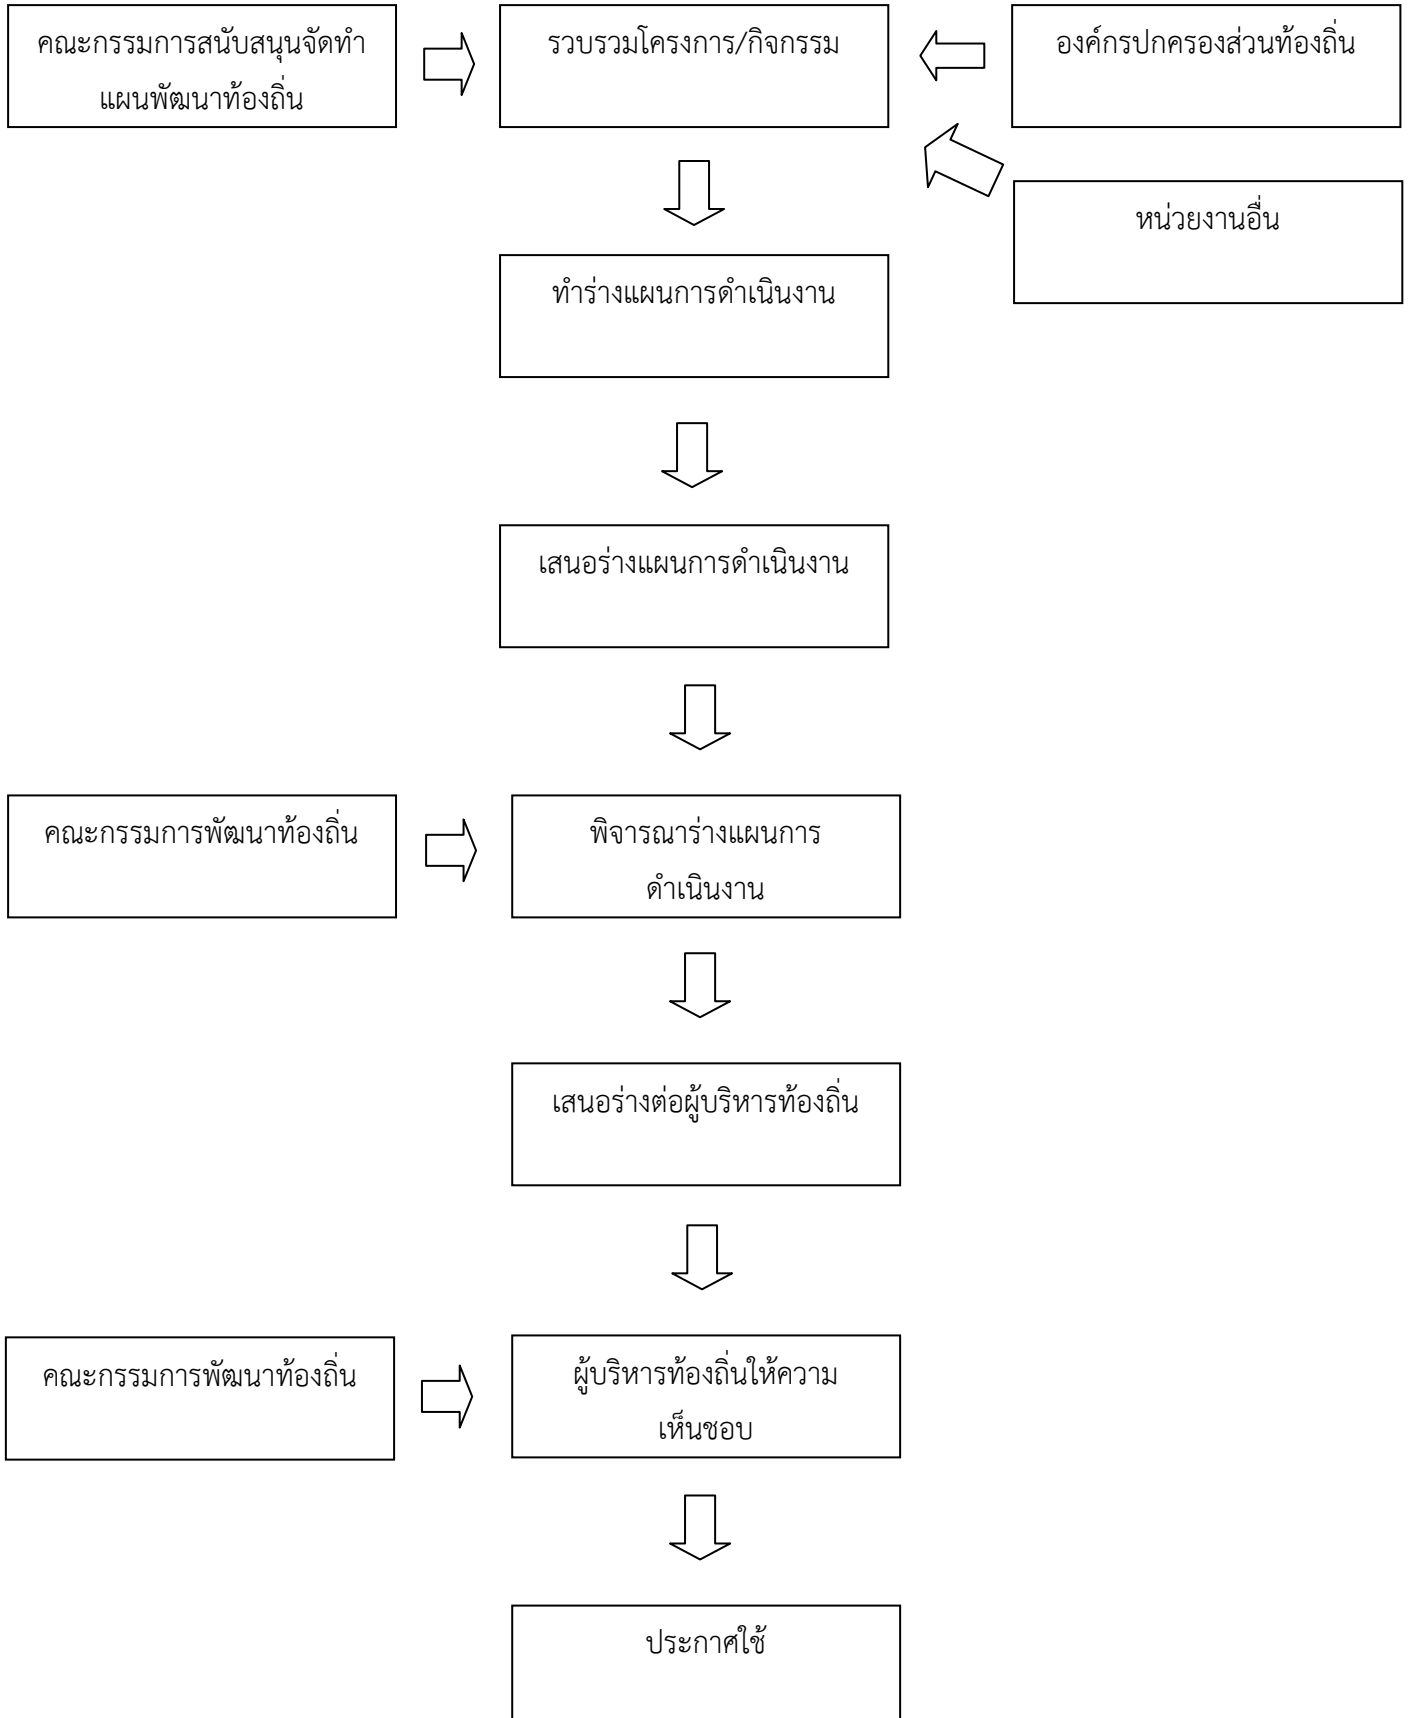 คณะกรรมการสนับสนุนจัดทำ
แผนพัฒนาท้องถิ่น
รวบรวมโครงการ/กิจกรรม
องค์กรปกครองส่วนท้องถิ่น
หน่วยงานอื่น
ทำร่างแผนการดำเนินงาน
เสนอร่างแผนการดำเนินงาน
คณะกรรมการพัฒนาท้องถิ่น
พิจารณาร่างแผนการ
ดำเนินงาน
เสนอร่างต่อผู้บริหารท้องถิ่น
คณะกรรมการพัฒนาท้องถิ่น
ผู้บริหารท้องถิ่นให้ความ
เห็นชอบ
ประกาศใช้